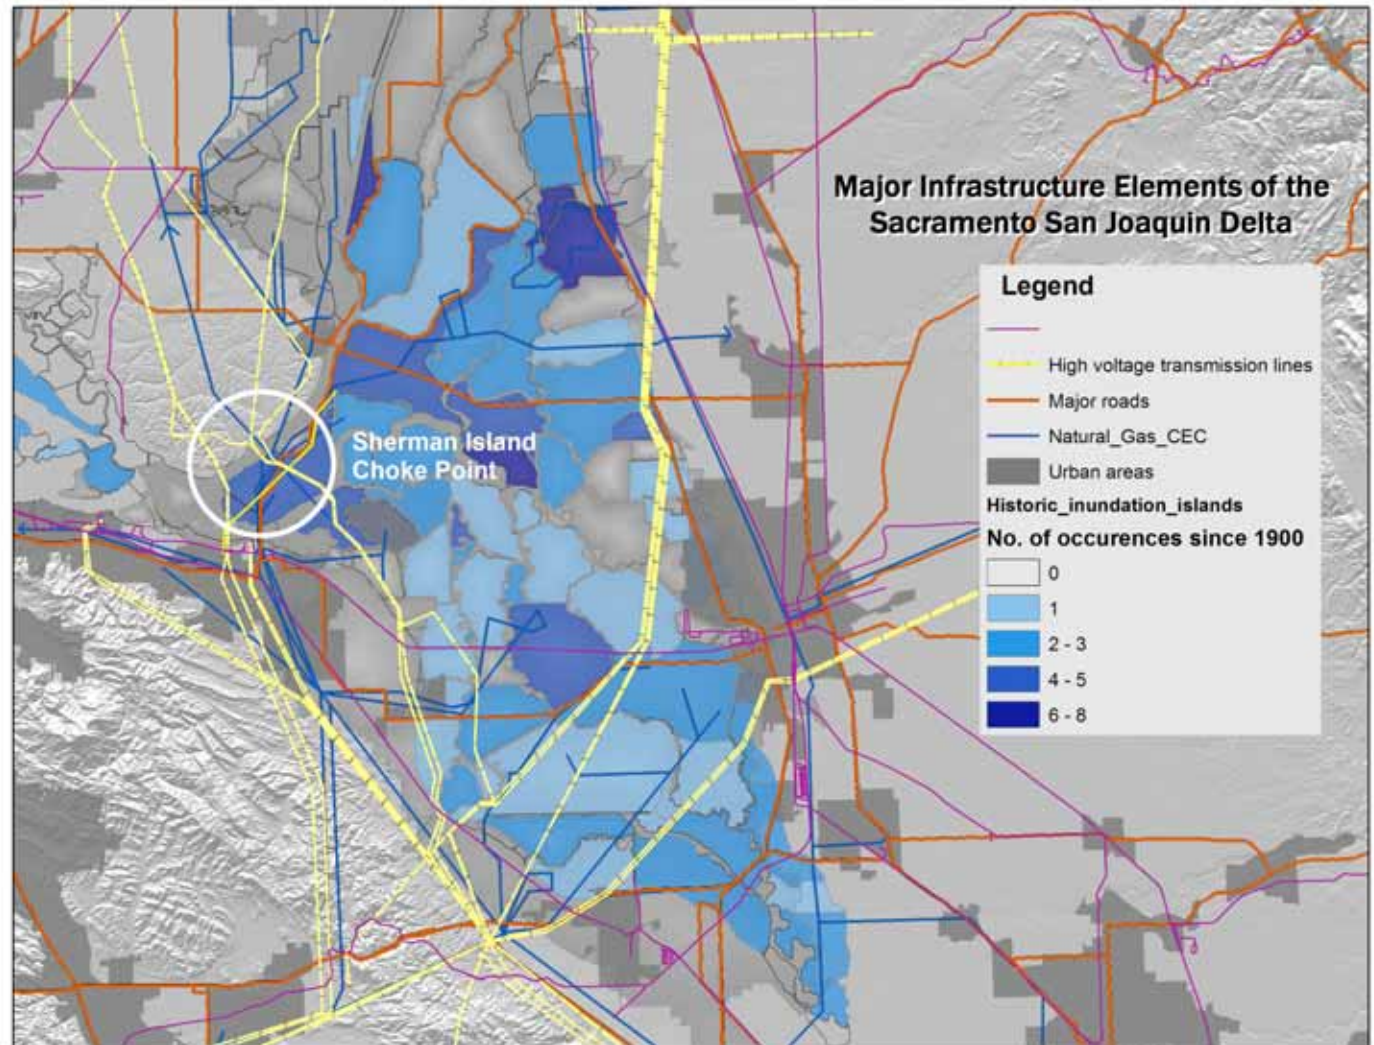 Major Infrastructure Elements of the
Sacramento San Joaquin Delta
Legend
High voltage transmission lines
Major roads
Natural_Gas_CEC
Urban areas
Historic_inundation_islands
No. of occurences since 1900
0
1
2 - 3
4 - 5
6 - 8
Sherman Island
Choke Point